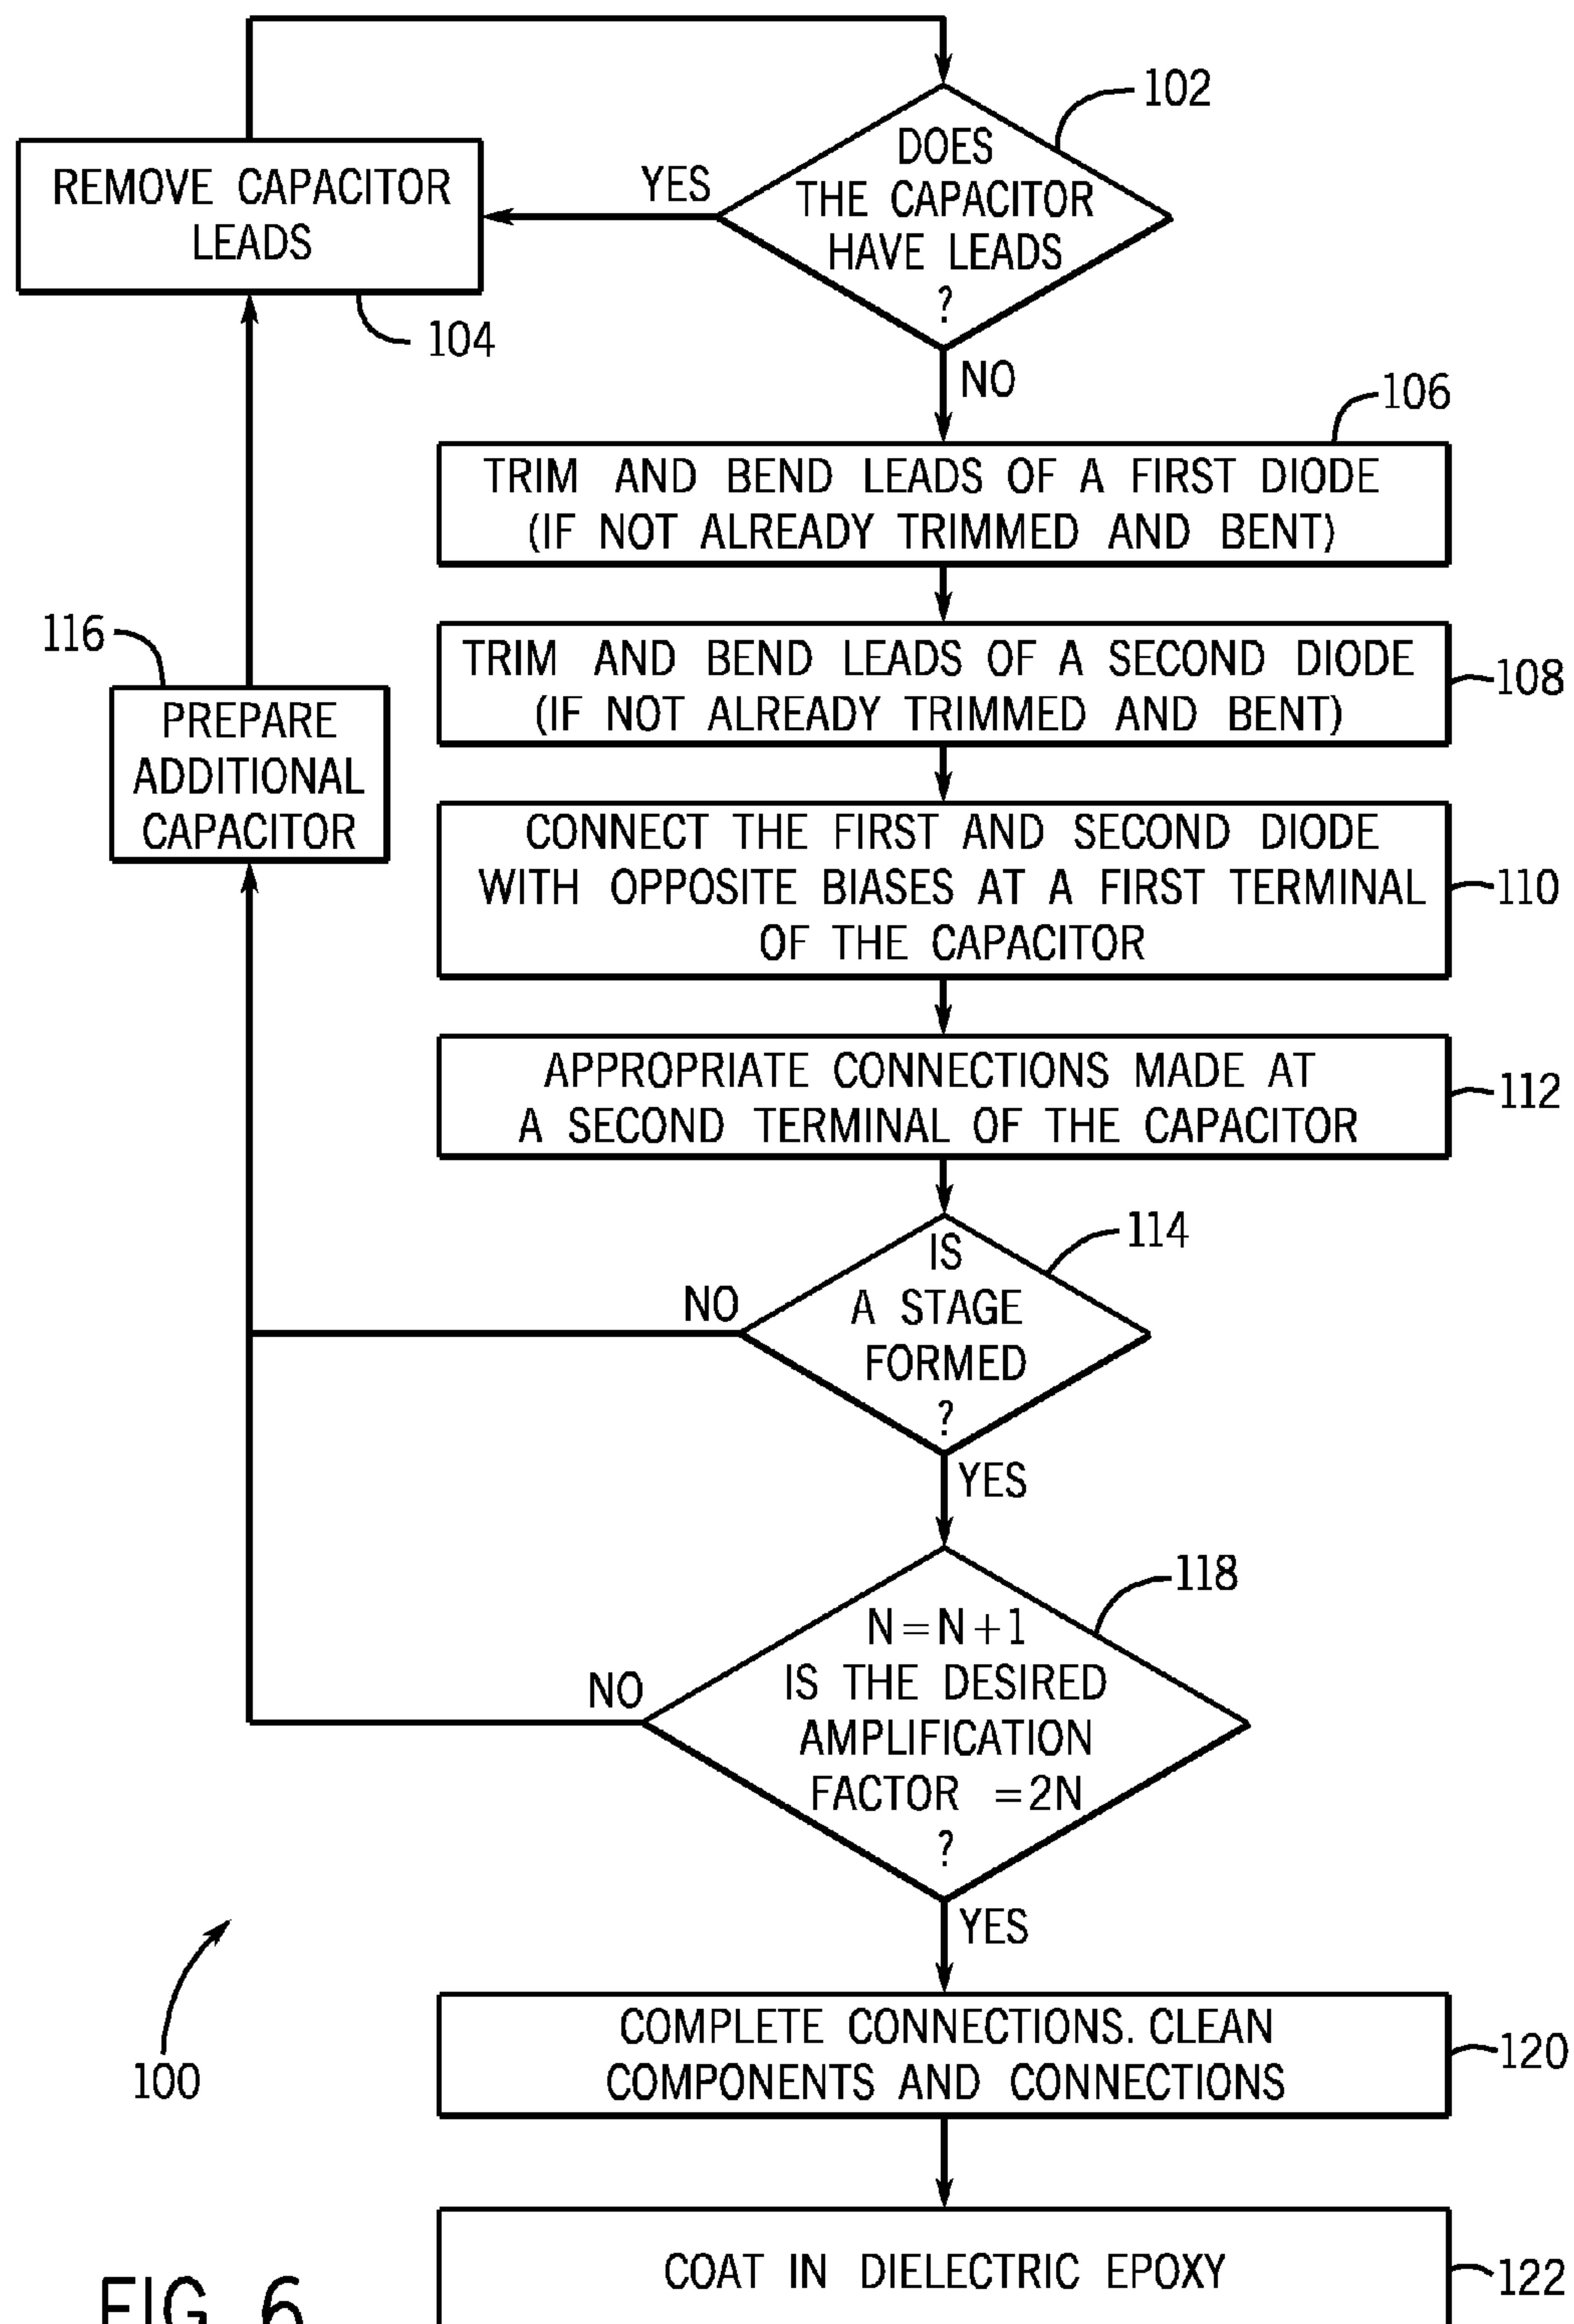 102
DOES
THE CAPACITOR
HAVE LEADS
?
YES
REMOVE CAPACITOR
LEADS
104
NO
106
TRIM AND BEND LEADS OF A FIRST DIODE
(IF NOT ALREADY TRIMMED AND BENT)
TRIM AND BEND LEADS OF A SECOND DIODE
(IF NOT ALREADY TRIMMED AND BENT)
108
116
PREPARE
ADDITIONAL
CAPACITOR
CONNECT THE FIRST AND SECOND DIODE
WITH OPPOSITE BIASES AT A FIRST TERMINAL
OF THE CAPACITOR
110
APPROPRIATE CONNECTIONS MADE AT
A SECOND TERMINAL OF THE CAPACITOR
112
114
IS
A STAGE
FORMED
?
NO
YES
118
N=N+1
IS THE DESIRED
AMPLIFICATION
FACTOR =2N
?
NO
YES
100
COMPLETE CONNECTIONS. CLEAN
COMPONENTS AND CONNECTIONS
120
COAT IN DIELECTRIC EPOXY
122
FIG. 6